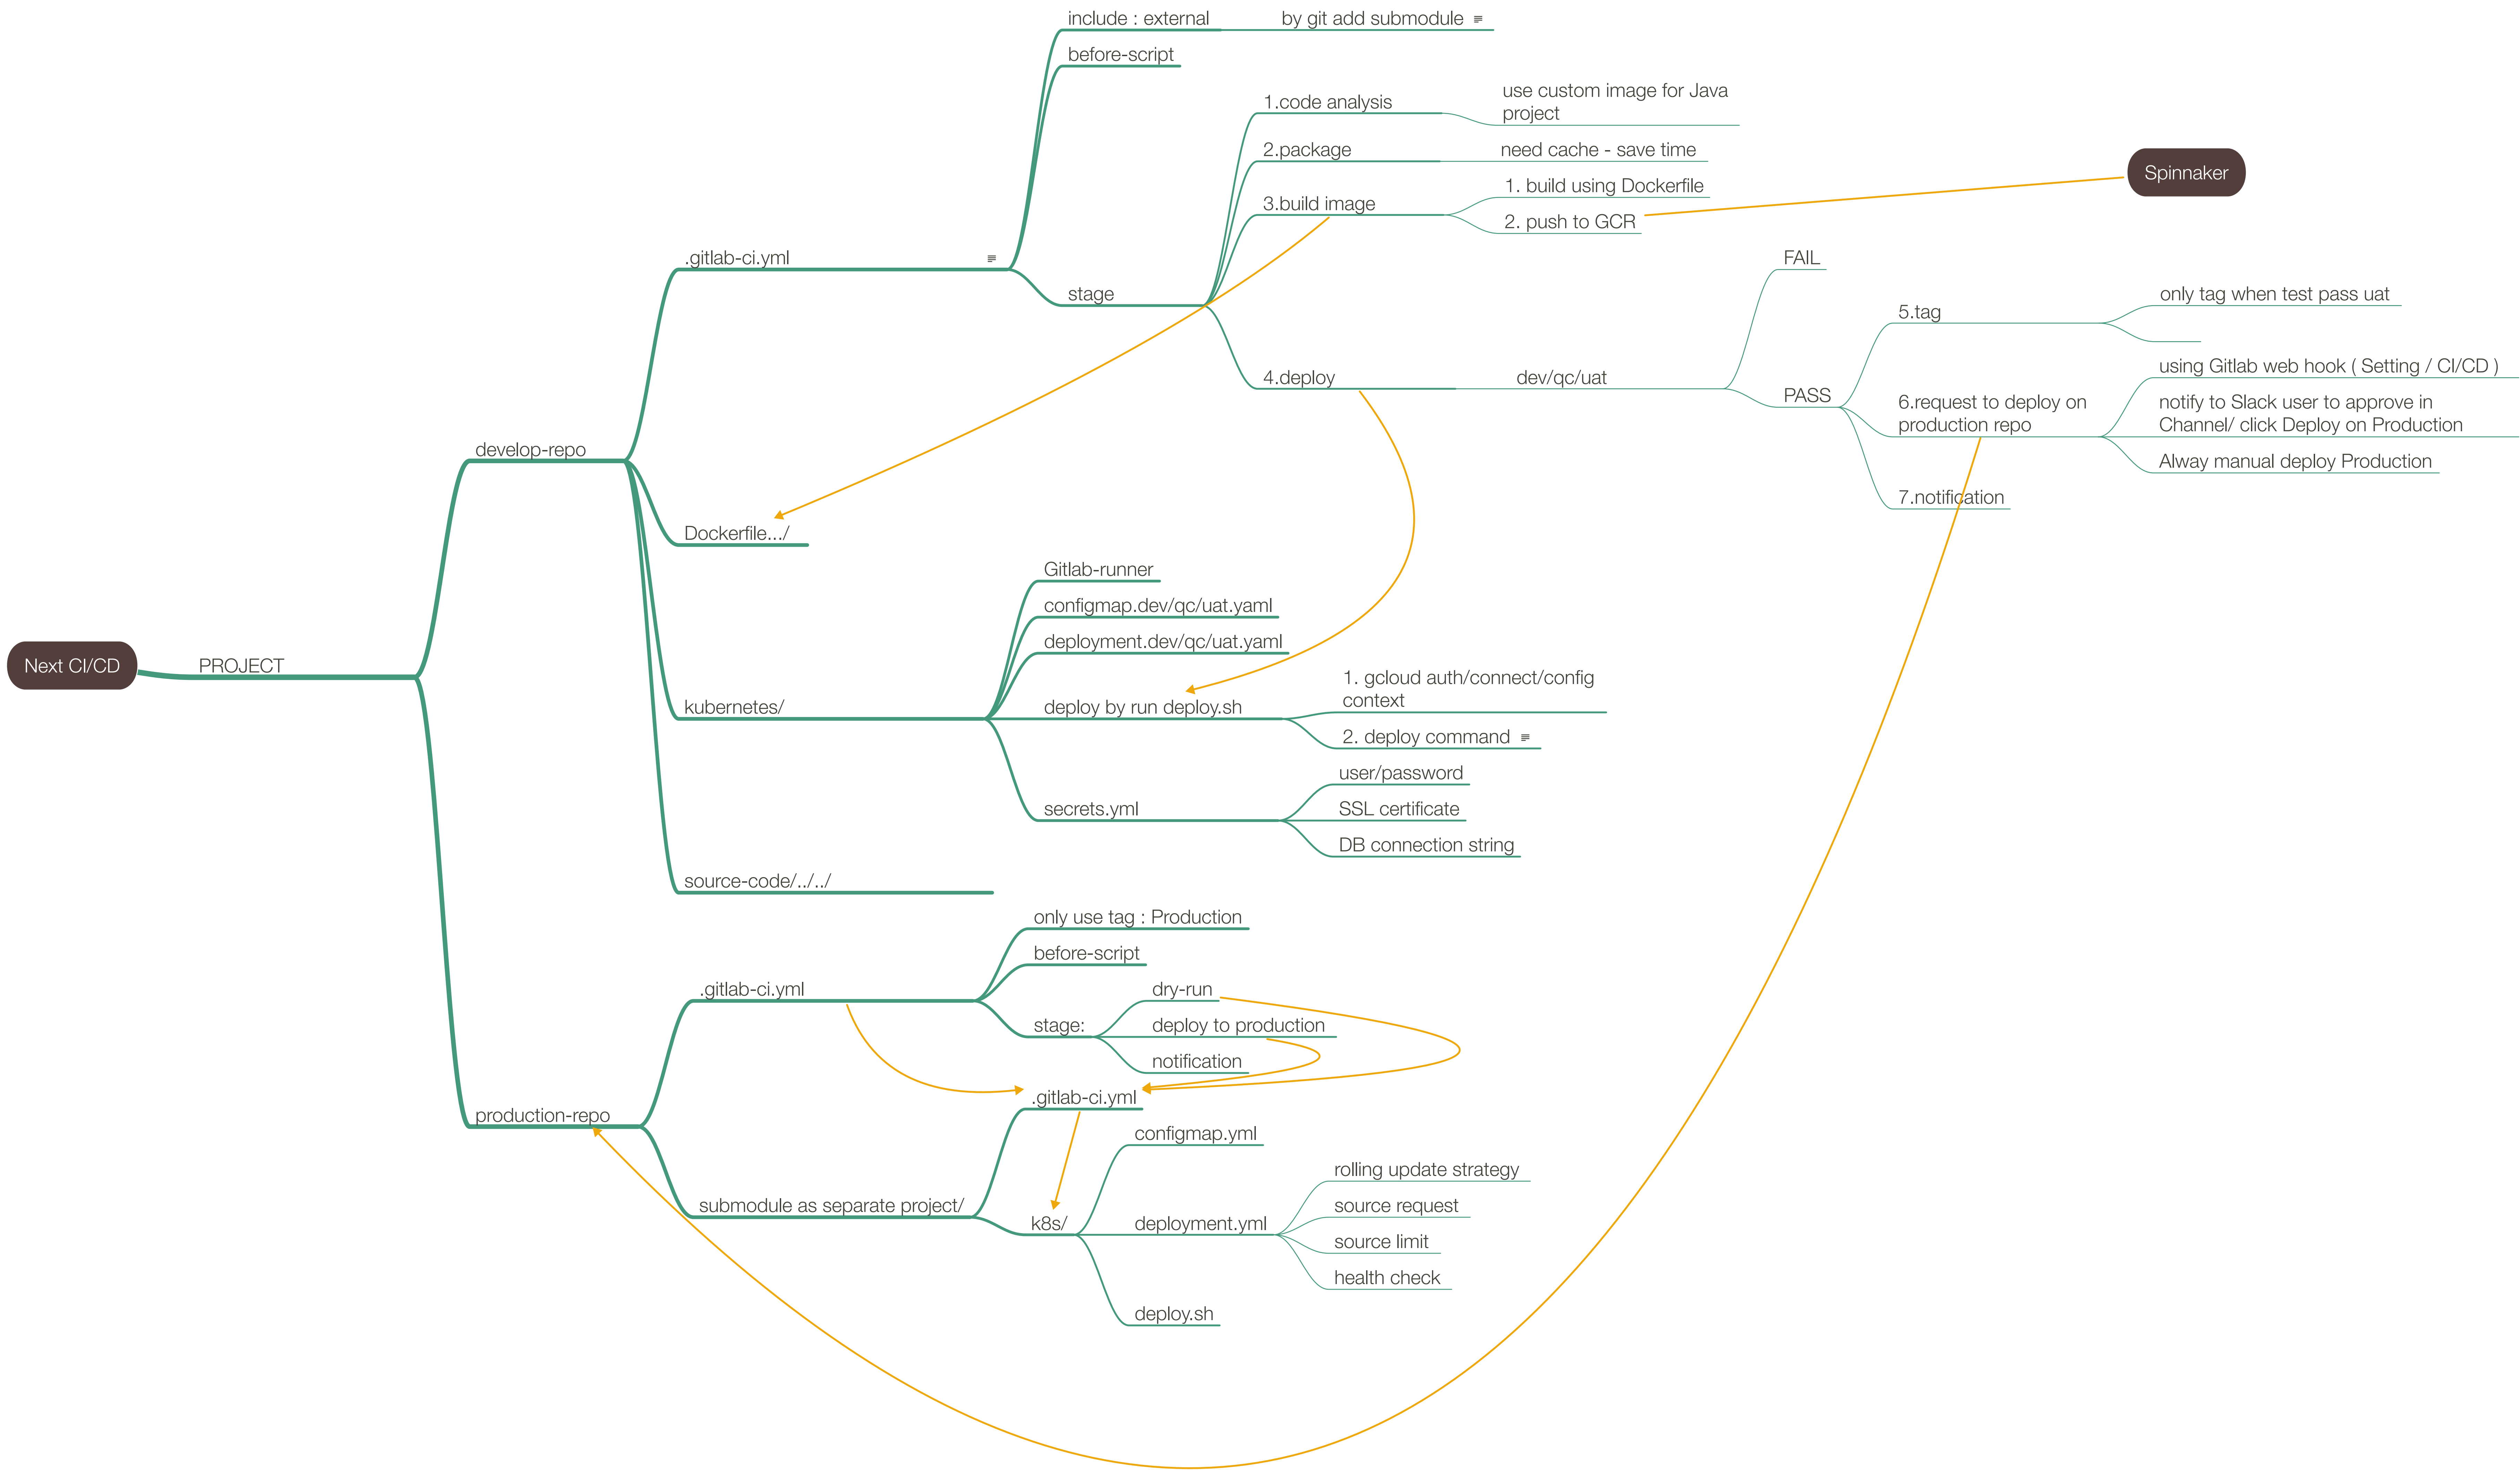 include : external
by git add submodule
before-script
1.code analysis
use custom image for Java
project
2.package
need cache - save time
3.build image
1. build using Dockerfile
2. push to GCR
Spinnaker
.gitlab-ci.yml
stage
4.deploy
dev/qc/uat
FAIL
PASS
5.tag
only tag when test pass uat
6.request to deploy on
production repo
using Gitlab web hook ( Setting / CI/CD )
notify to Slack user to approve in
Channel/ click Deploy on Production
Alway manual deploy Production
7.notification
develop-repo
Dockerfile.../
Gitlab-runner
configmap.dev/qc/uat.yaml
deployment.dev/qc/uat.yaml
Next CI/CD
PROJECT
kubernetes/
deploy by run deploy.sh
1. gcloud auth/connect/config
context
2. deploy command
secrets.yml
user/password
SSL certificate
DB connection string
source-code/../../
only use tag : Production
before-script
.gitlab-ci.yml
stage:
dry-run
deploy to production
notification
production-repo
.gitlab-ci.yml
submodule as separate project/
k8s/
configmap.yml
deployment.yml
rolling update strategy
source request
source limit
health check
deploy.sh